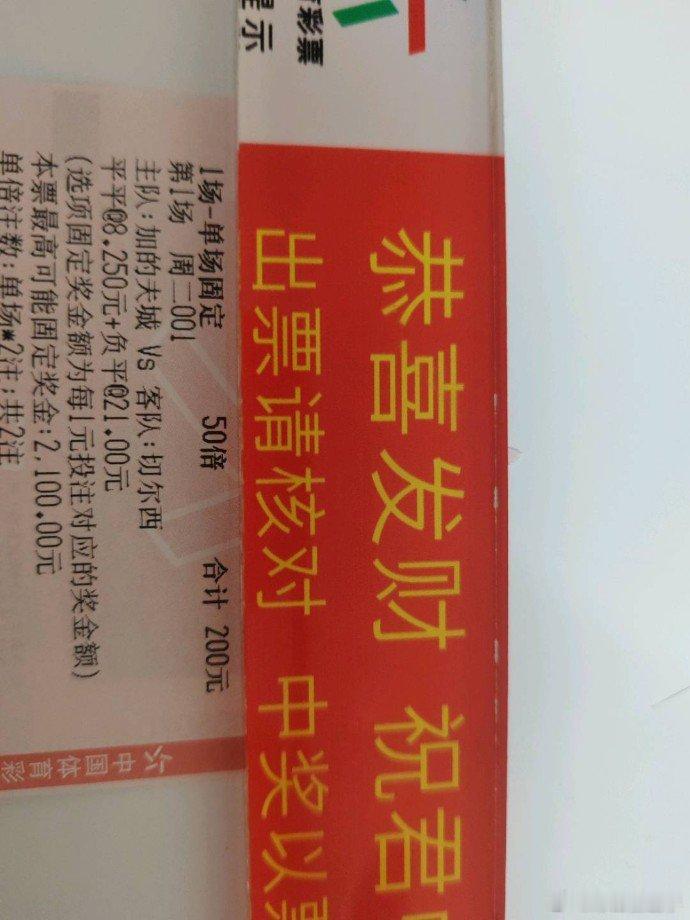 彩票
示
恭喜发财 祝君
出票请核对 中奖以
1场-单场固定 50倍 合计 200元
第1场 周二001
主队:加的夫城 Vs 客队:切尔西
平平@8.250元+负平@21.00元
(选项固定奖金额为每1元投注对应的奖金额)
本票最高可能固定奖金:2,100.00元
单倍注数:单场*2注;共2注
中国体育彩